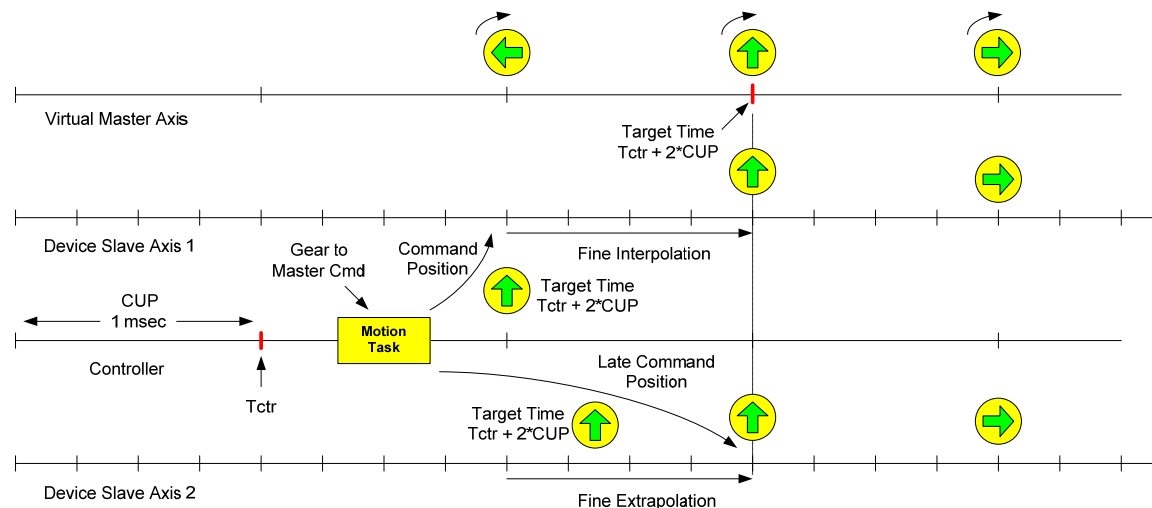 Virtual Master Axis
Target Time
Tctr + 2*CUP
Device Slave Axis 1
Gear to
Master Cmd
Command
Position
Fine Interpolation
Target Time
Tctr + 2*CUP
CUP
1 msec
Motion
Task
Controller
Late Command
Position
Tctr
Target Time
Tctr + 2*CUP
Device Slave Axis 2
Fine Extrapolation